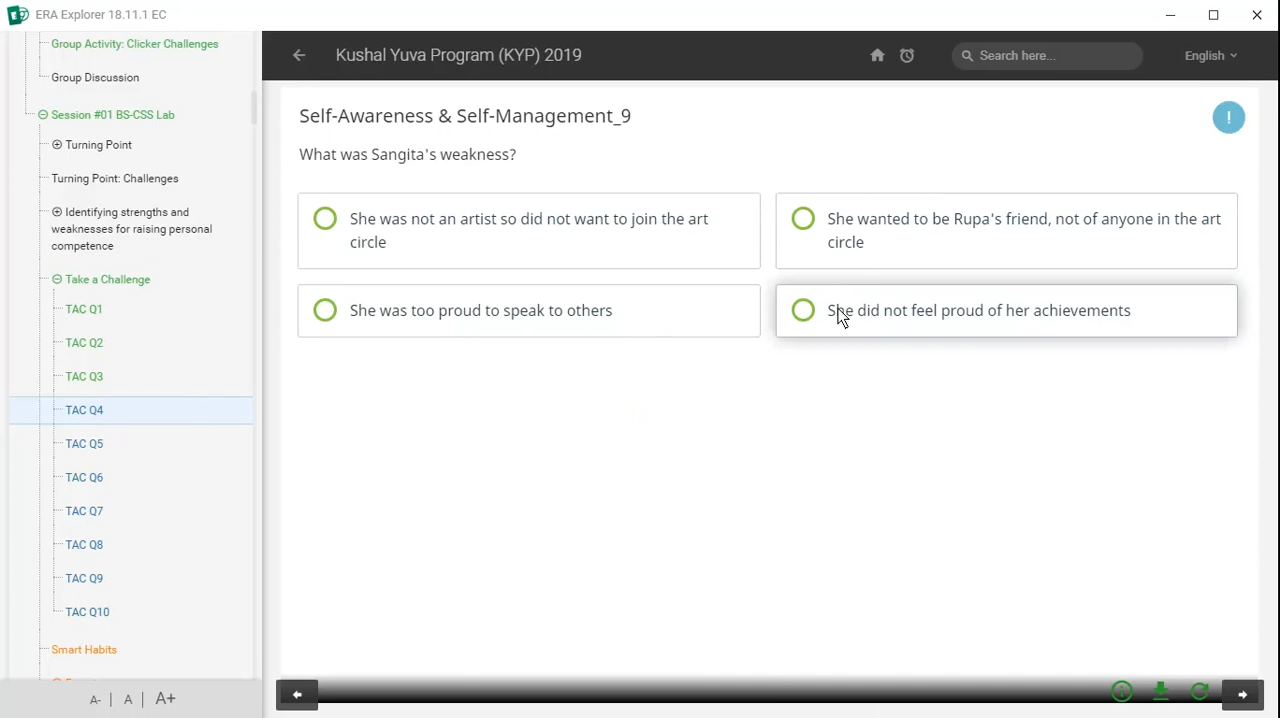 ERA Explorer 18.11.1 EC
Group Activity: Clicker Challenges
Group Discussion
Session #01 BS-CSS Lab
Turning Point
Turning Point: Challenges
Identifying strengths and
weaknesses for raising personal
competence
Take a Challenge
TAC Q1
TAC Q2
TAC Q3
TAC Q4
TAC Q5
TAC Q6
TAC Q7
TAC Q8
TAC Q9
TAC Q10
Smart Habits
A- | A | A+
Kushal Yuva Program (KYP) 2019
Search here...
English
Self-Awareness & Self-Management_9
What was Sangita's weakness?
She was not an artist so did not want to join the art
circle
She wanted to be Rupa's friend, not of anyone in the art
circle
She was too proud to speak to others
She did not feel proud of her achievements